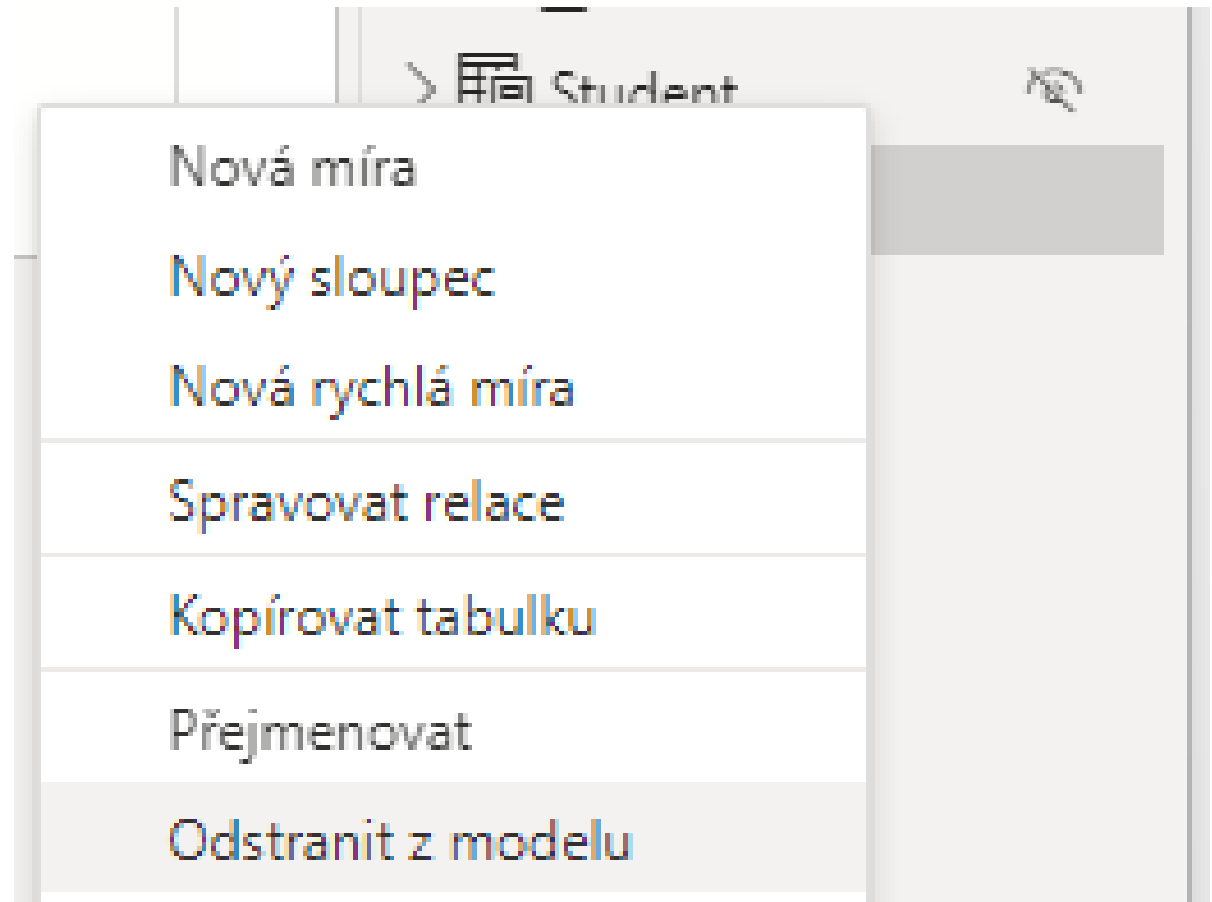 Student
Nová míra
Nový sloupec
Nová rychlá míra
Spravovat relace
Kopírovat tabulku
Přejmenovat
Odstranit z modelu